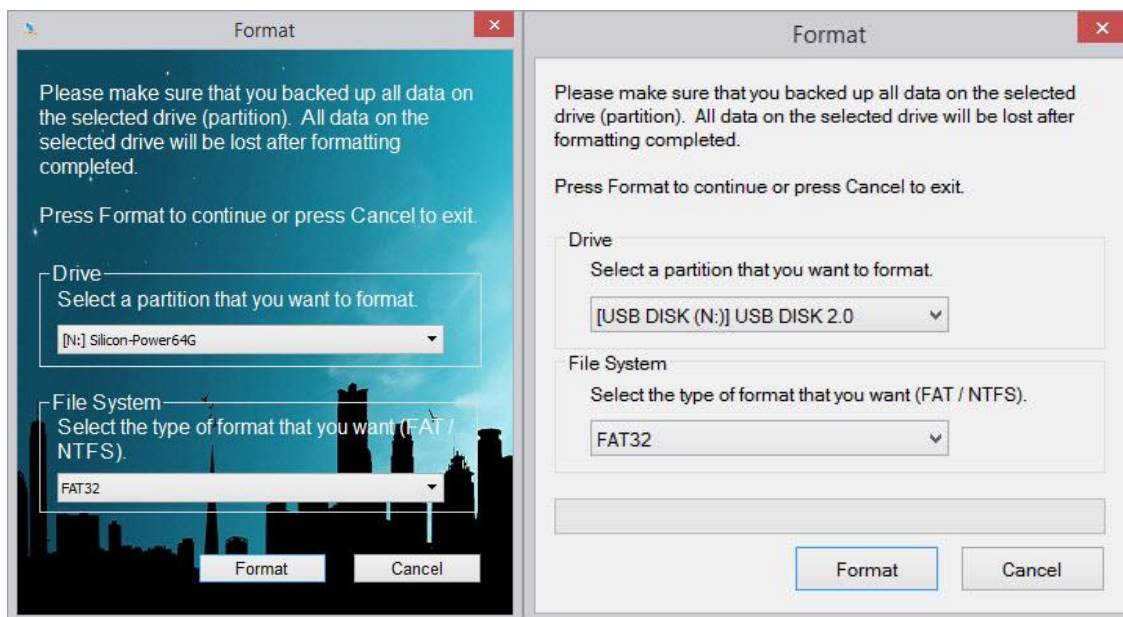 Format
Please make sure that you backed up all data on
the selected drive (partition).  All data on the
selected drive will be lost after formatting
completed.
Press Format to continue or press Cancel to exit.
Drive
Select a partition that you want to format.
[N:] Silicon-Power64G
File System
Select the type of format that you want (FAT /
NTFS).
FAT32
Format
Cancel
Format
Please make sure that you backed up all data on the selected
drive (partition).  All data on the selected drive will be lost after
formatting completed.
Press Format to continue or press Cancel to exit.
Drive
Select a partition that you want to format.
[USB DISK (N:)] USB DISK 2.0
File System
Select the type of format that you want (FAT / NTFS).
FAT32
Format
Cancel